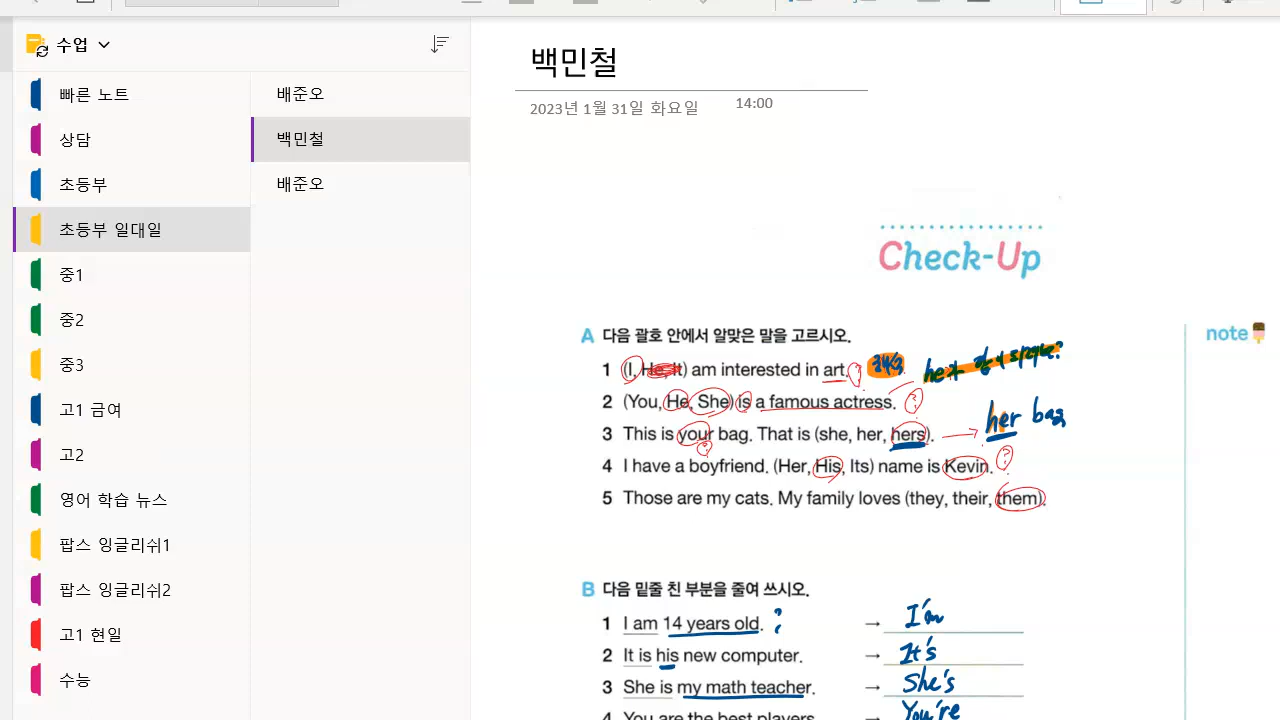 수업
빠른 노트
상담
초등부
초등부 일대일
중1
중2
중3
고1 금여
고2
영어 학습 뉴스
팝스 잉글리쉬1
팝스 잉글리쉬2
고1 현일
수능
배준오
백민철
배준오
백민철
2023년 1월 31일 화요일 14:00
Check-Up
A 다음 괄호 안에서 알맞은 말을 고르시오.
1 (I, He, It) am interested in art. ?
2 (You, He, She) is a famous actress. ?
3 This is your bag. That is (she, her, hers). → her bag
?
4 I have a boyfriend. (Her, His, Its) name is Kevin. ?
5 Those are my cats. My family loves (they, their, them).
note
B 다음 밑줄 친 부분을 줄여 쓰시오.
1 I am 14 years old. ? → I'm
2 It is his new computer. → It's
3 She is my math teacher. → She's
4 You are the best players → You're